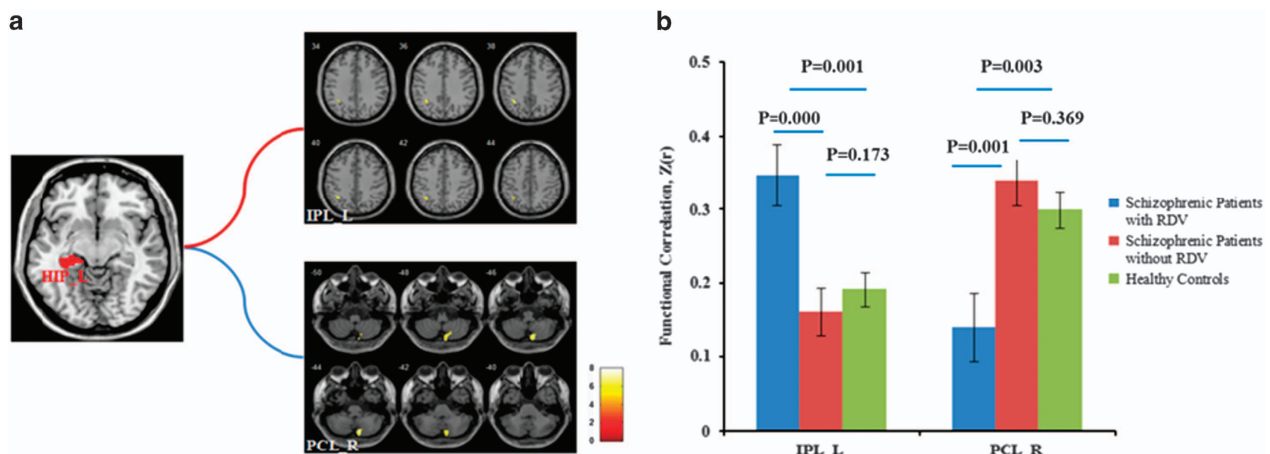 a
34 36 38
40 42 44
IPL_L
HIP_L
-50 -48 -46
-44 -42 -40
PCL_R
8
6
4
2
0
b
Functional Correlation, Z(r)
0.5
0.4
0.3
0.2
0.1
0
P=0.001
P=0.000
P=0.173
P=0.003
P=0.369
P=0.001
IPL_L
PCL_R
Schizophrenic Patients
with RDV
Schizophrenic Patients
without RDV
Healthy Controls